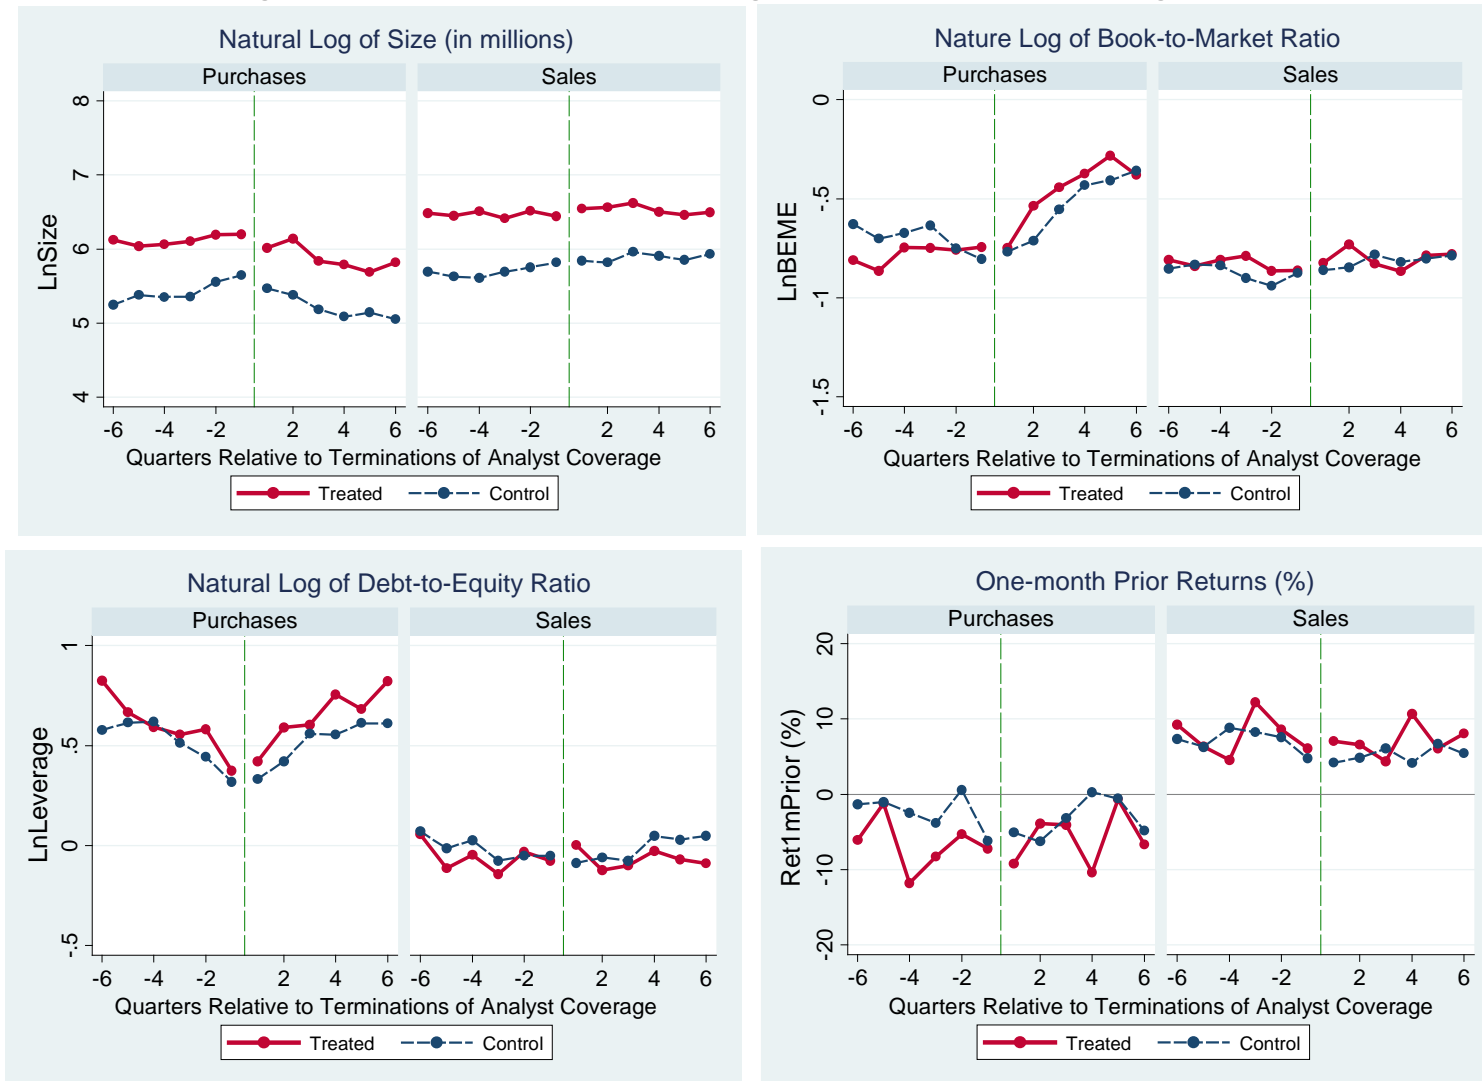 Natural Log of Size (in millions)
Purchases
Sales
LnSize
8
7
6
5
4
-6 -4 -2 2 4 6
-6 -4 -2 2 4 6
Quarters Relative to Terminations of Analyst Coverage
Treated
Control
Nature Log of Book-to-Market Ratio
Purchases
Sales
LnBEME
0
-.5
-1
-1.5
-6 -4 -2 2 4 6
-6 -4 -2 2 4 6
Quarters Relative to Terminations of Analyst Coverage
Treated
Control
Natural Log of Debt-to-Equity Ratio
Purchases
Sales
LnLeverage
1
.5
0
-.5
-6 -4 -2 2 4 6
-6 -4 -2 2 4 6
Quarters Relative to Terminations of Analyst Coverage
Treated
Control
One-month Prior Returns (%)
Purchases
Sales
Ret1mPrior (%)
20
10
0
-10
-20
-6 -4 -2 2 4 6
-6 -4 -2 2 4 6
Quarters Relative to Terminations of Analyst Coverage
Treated
Control